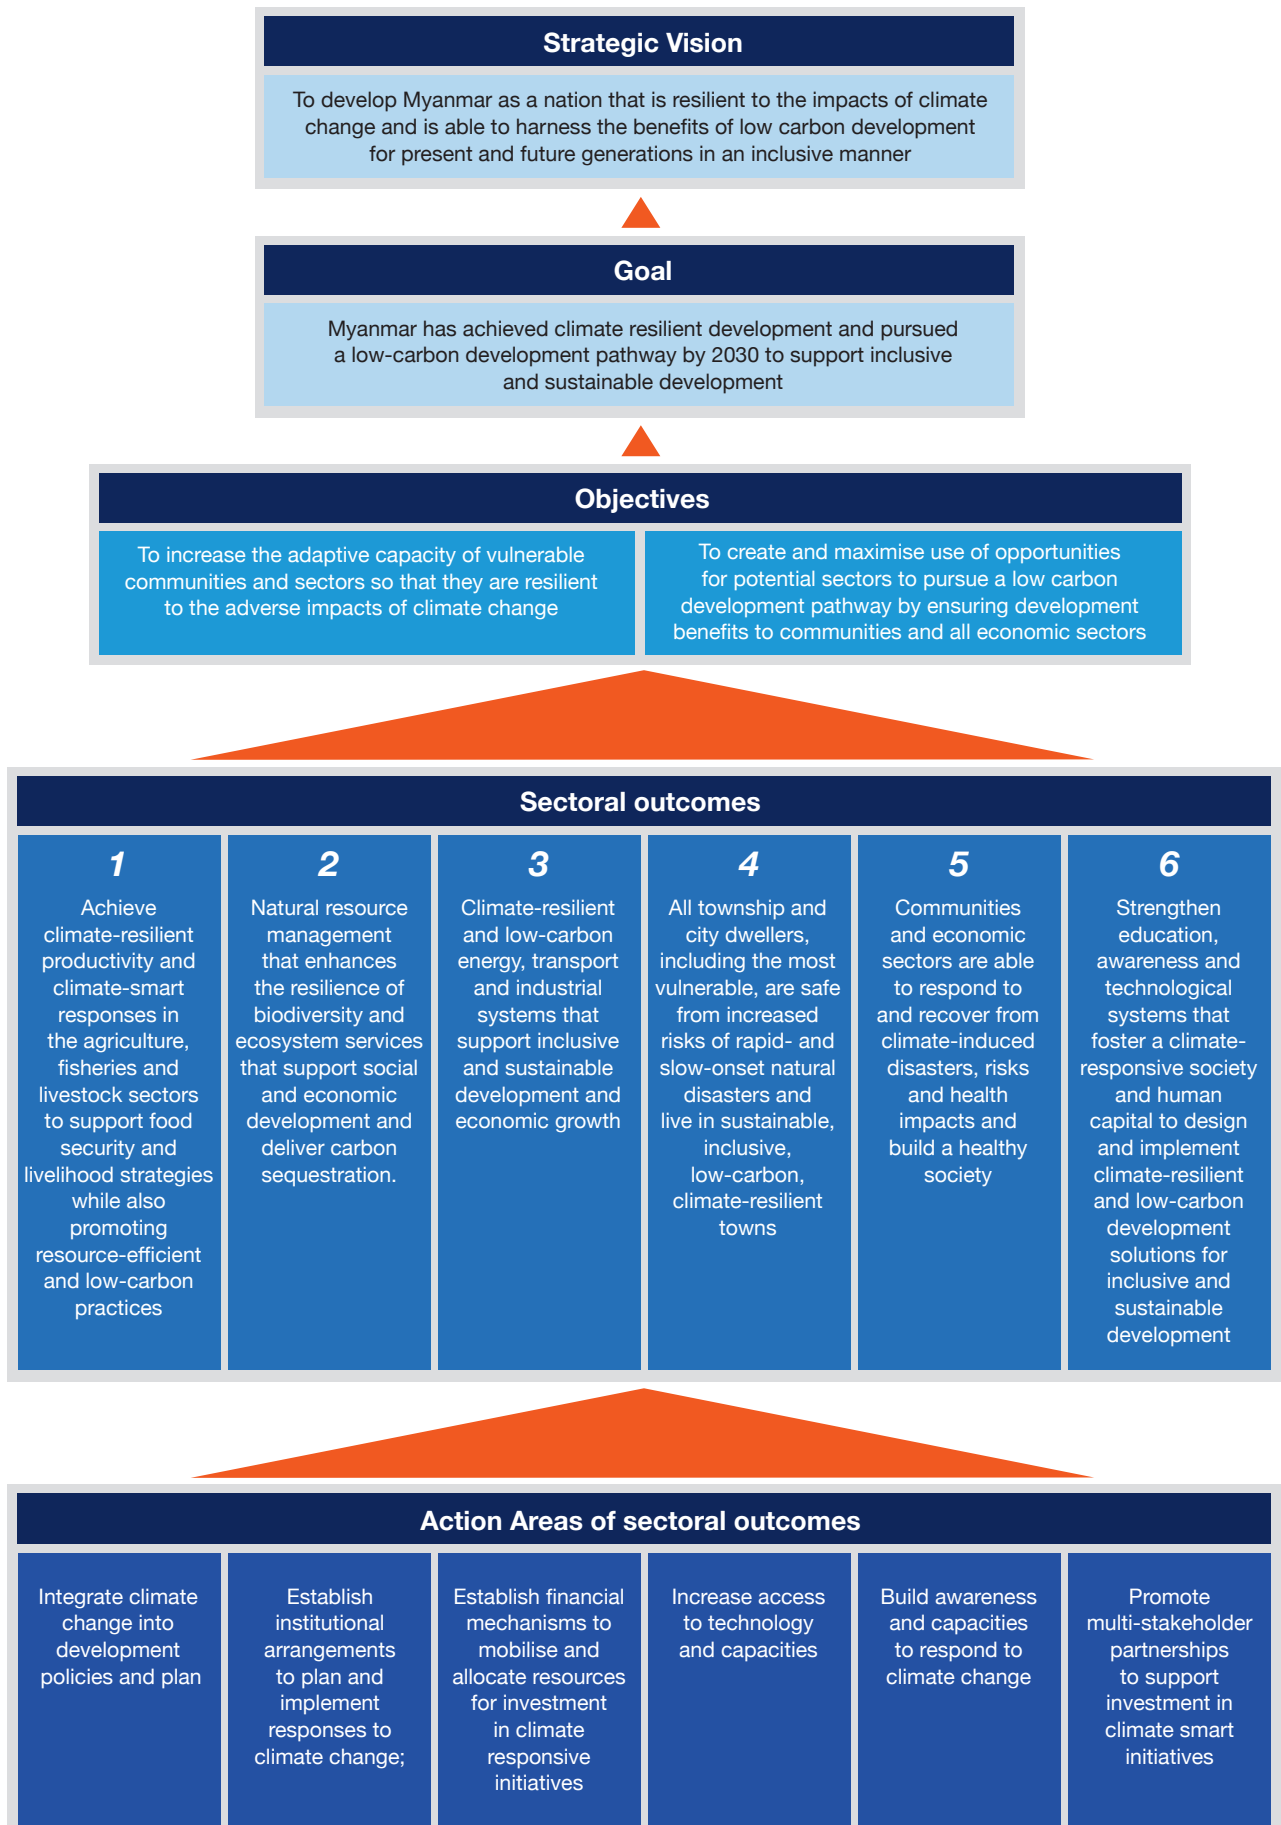 Strategic Vision
To develop Myanmar as a nation that is resilient to the impacts of climate
change and is able to harness the benefits of low carbon development
for present and future generations in an inclusive manner
Goal
Myanmar has achieved climate resilient development and pursued
a low-carbon development pathway by 2030 to support inclusive
and sustainable development
Objectives
To increase the adaptive capacity of vulnerable
communities and sectors so that they are resilient
to the adverse impacts of climate change
To create and maximise use of opportunities
for potential sectors to pursue a low carbon
development pathway by ensuring development
benefits to communities and all economic sectors
Sectoral outcomes
1
Achieve
climate-resilient
productivity and
climate-smart
responses in
the agriculture,
fisheries and
livestock sectors
to support food
security and
livelihood strategies
while also
promoting
resource-efficient
and low-carbon
practices
2
Natural resource
management
that enhances
the resilience of
biodiversity and
ecosystem services
that support social
and economic
development and
deliver carbon
sequestration.
3
Climate-resilient
and low-carbon
energy, transport
and industrial
systems that
support inclusive
and sustainable
development and
economic growth
4
All township and
city dwellers,
including the most
vulnerable, are safe
from increased
risks of rapid- and
slow-onset natural
disasters and
live in sustainable,
inclusive,
low-carbon,
climate-resilient
towns
5
Communities
and economic
sectors are able
to respond to
and recover from
climate-induced
disasters, risks
and health
impacts and
build a healthy
society
6
Strengthen
education,
awareness and
technological
systems that
foster a climate-
responsive society
and human
capital to design
and implement
climate-resilient
and low-carbon
development
solutions for
inclusive and
sustainable
development
Action Areas of sectoral outcomes
Integrate climate
change into
development
policies and plan
Establish
institutional
arrangements
to plan and
implement
responses to
climate change;
Establish financial
mechanisms to
mobilise and
allocate resources
for investment
in climate
responsive
initiatives
Increase access
to technology
and capacities
Build awareness
and capacities
to respond to
climate change
Promote
multi-stakeholder
partnerships
to support
investment in
climate smart
initiatives